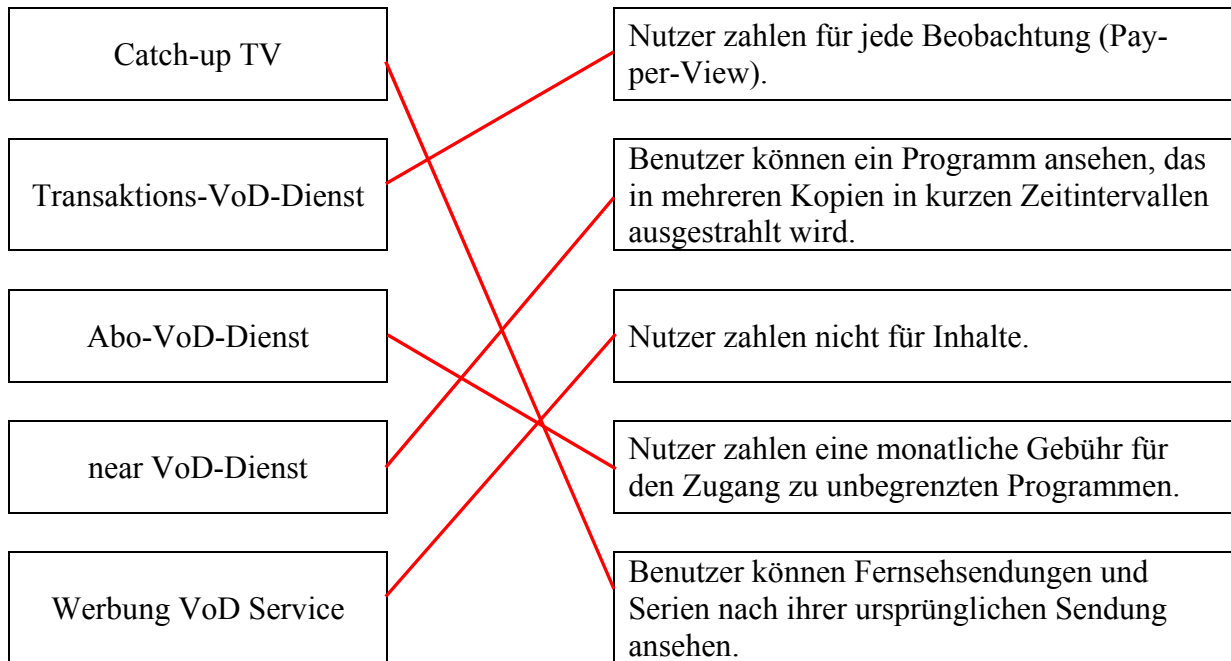 Catch-up TV
Nutzer zahlen für jede Beobachtung (Pay-
per-View).
Transaktions-VoD-Dienst
Benutzer können ein Programm ansehen, das
in mehreren Kopien in kurzen Zeitintervallen
ausgestrahlt wird.
Abo-VoD-Dienst
Nutzer zahlen nicht für Inhalte.
near VoD-Dienst
Nutzer zahlen eine monatliche Gebühr für
den Zugang zu unbegrenzten Programmen.
Werbung VoD Service
Benutzer können Fernsehsendungen und
Serien nach ihrer ursprünglichen Sendung
ansehen.